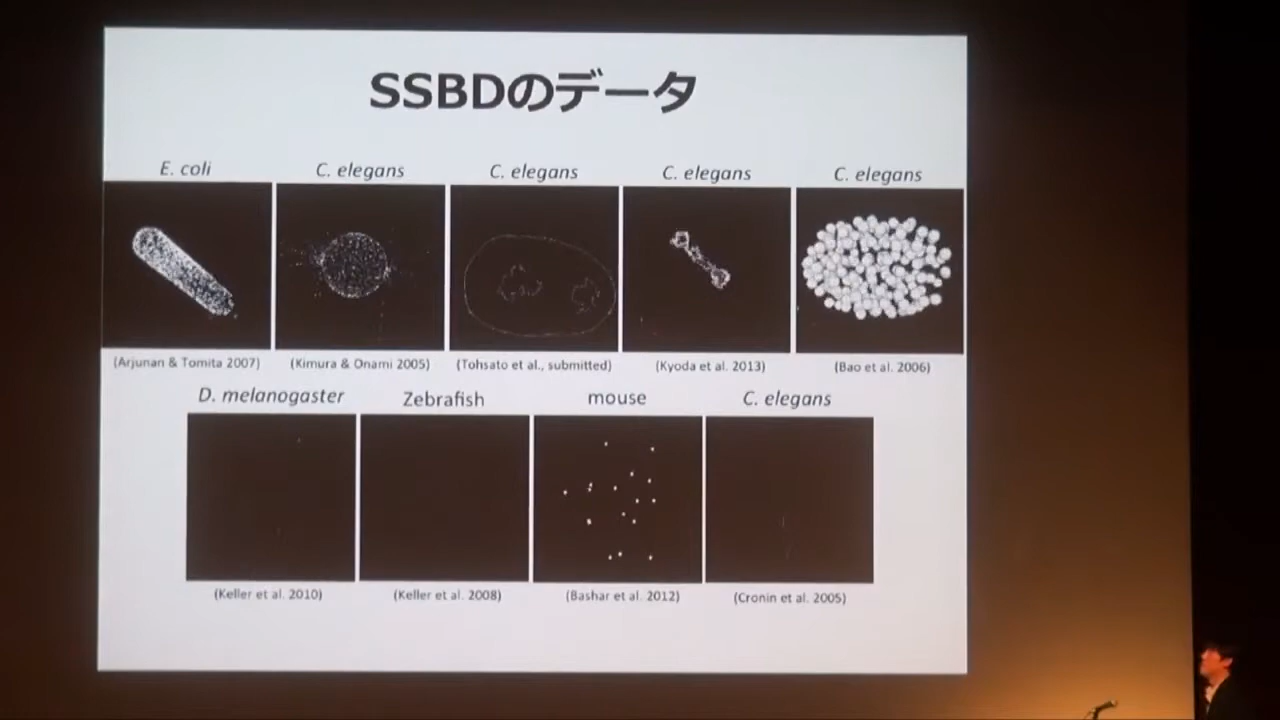 SSBDのデータ
E. coli
C. elegans
C. elegans
C. elegans
C. elegans
(Arjunan & Tomita 2007)
(Kimura & Onami 2005)
(Tohsato et al., submitted)
(Kyoda et al. 2013)
(Bao et al. 2006)
D. melanogaster
Zebrafish
mouse
C. elegans
(Keller et al. 2010)
(Keller et al. 2008)
(Bashar et al. 2012)
(Cronin et al. 2005)